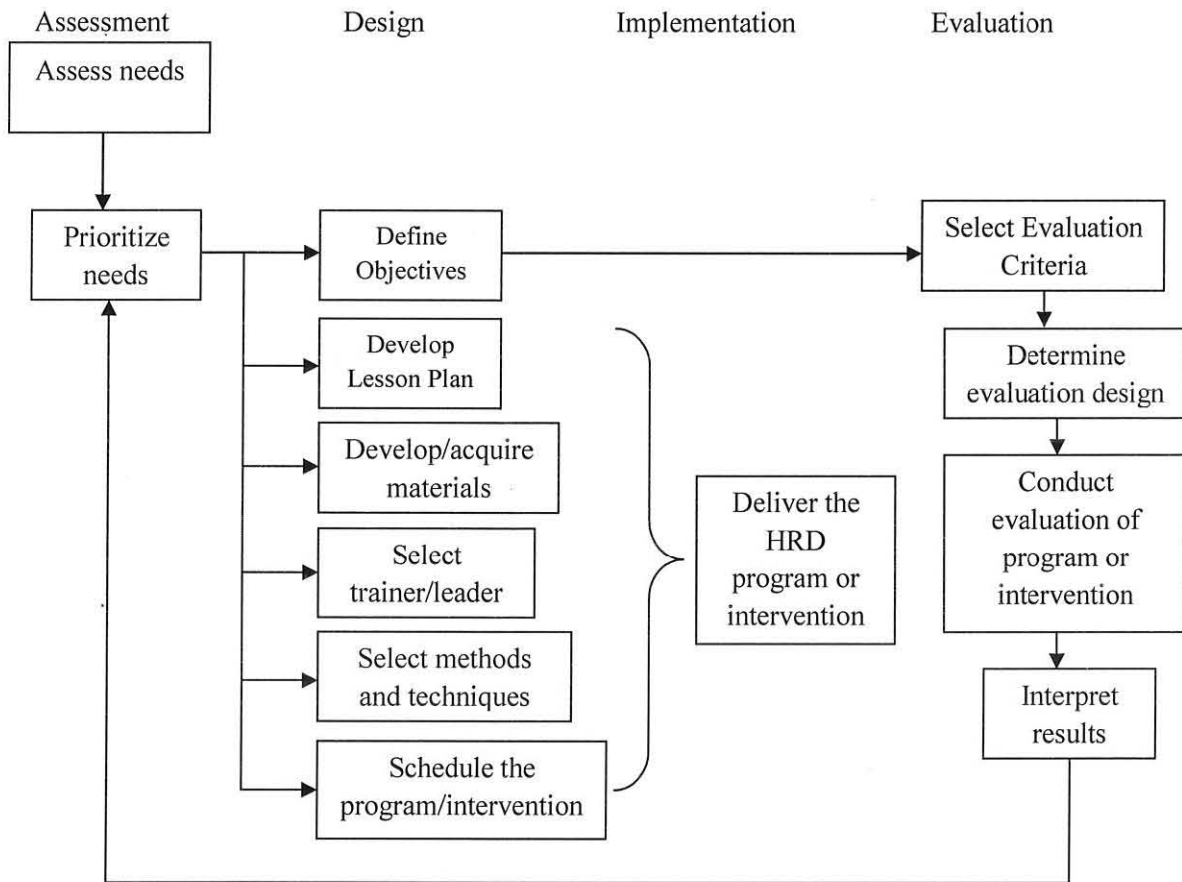 Assessment
Design
Implementation
Evaluation
Assess needs
Prioritize
needs
Define
Objectives
Select Evaluation
Criteria
Develop
Lesson Plan
Determine
evaluation design
Develop/acquire
materials
Deliver the
HRD
program or
intervention
Conduct
evaluation of
program or
intervention
Select
trainer/leader
Select methods
and techniques
Interpret
results
Schedule the
program/intervention